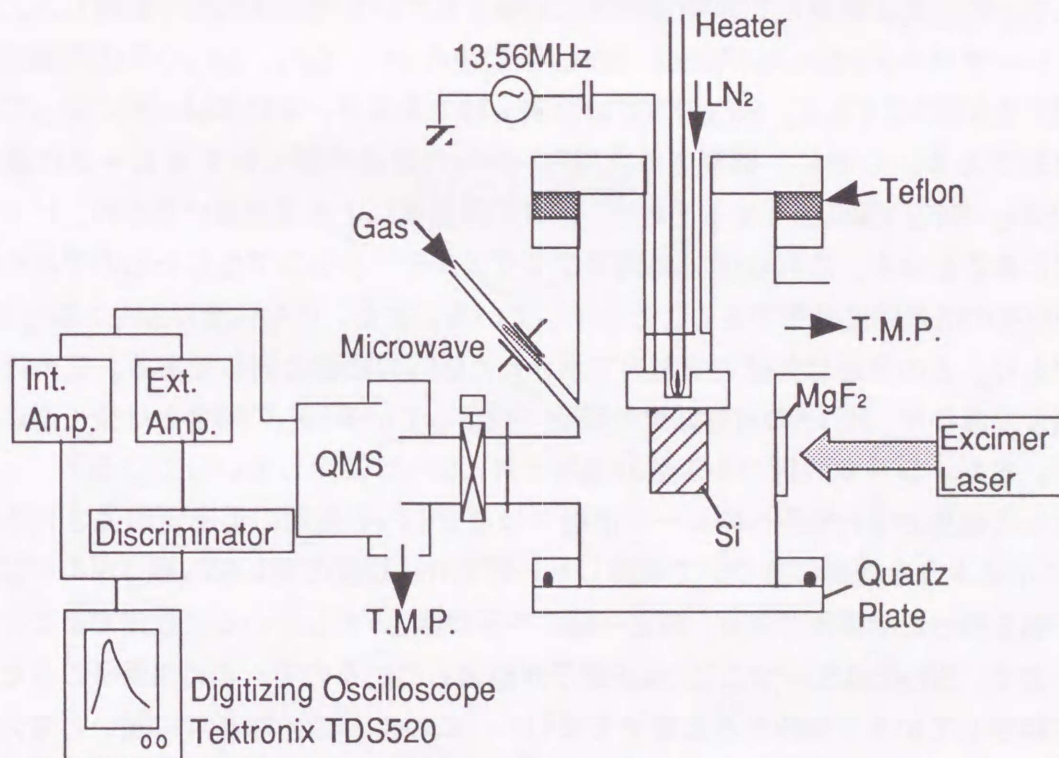 Heater
13.56MHz
LN₂
Teflon
Gas
T.M.P.
Microwave
Int.
Amp.
Ext.
Amp.
MgF₂
QMS
Excimer
Laser
Si
Discriminator
Quartz
Plate
T.M.P.
Digitizing Oscilloscope
Tektronix TDS520